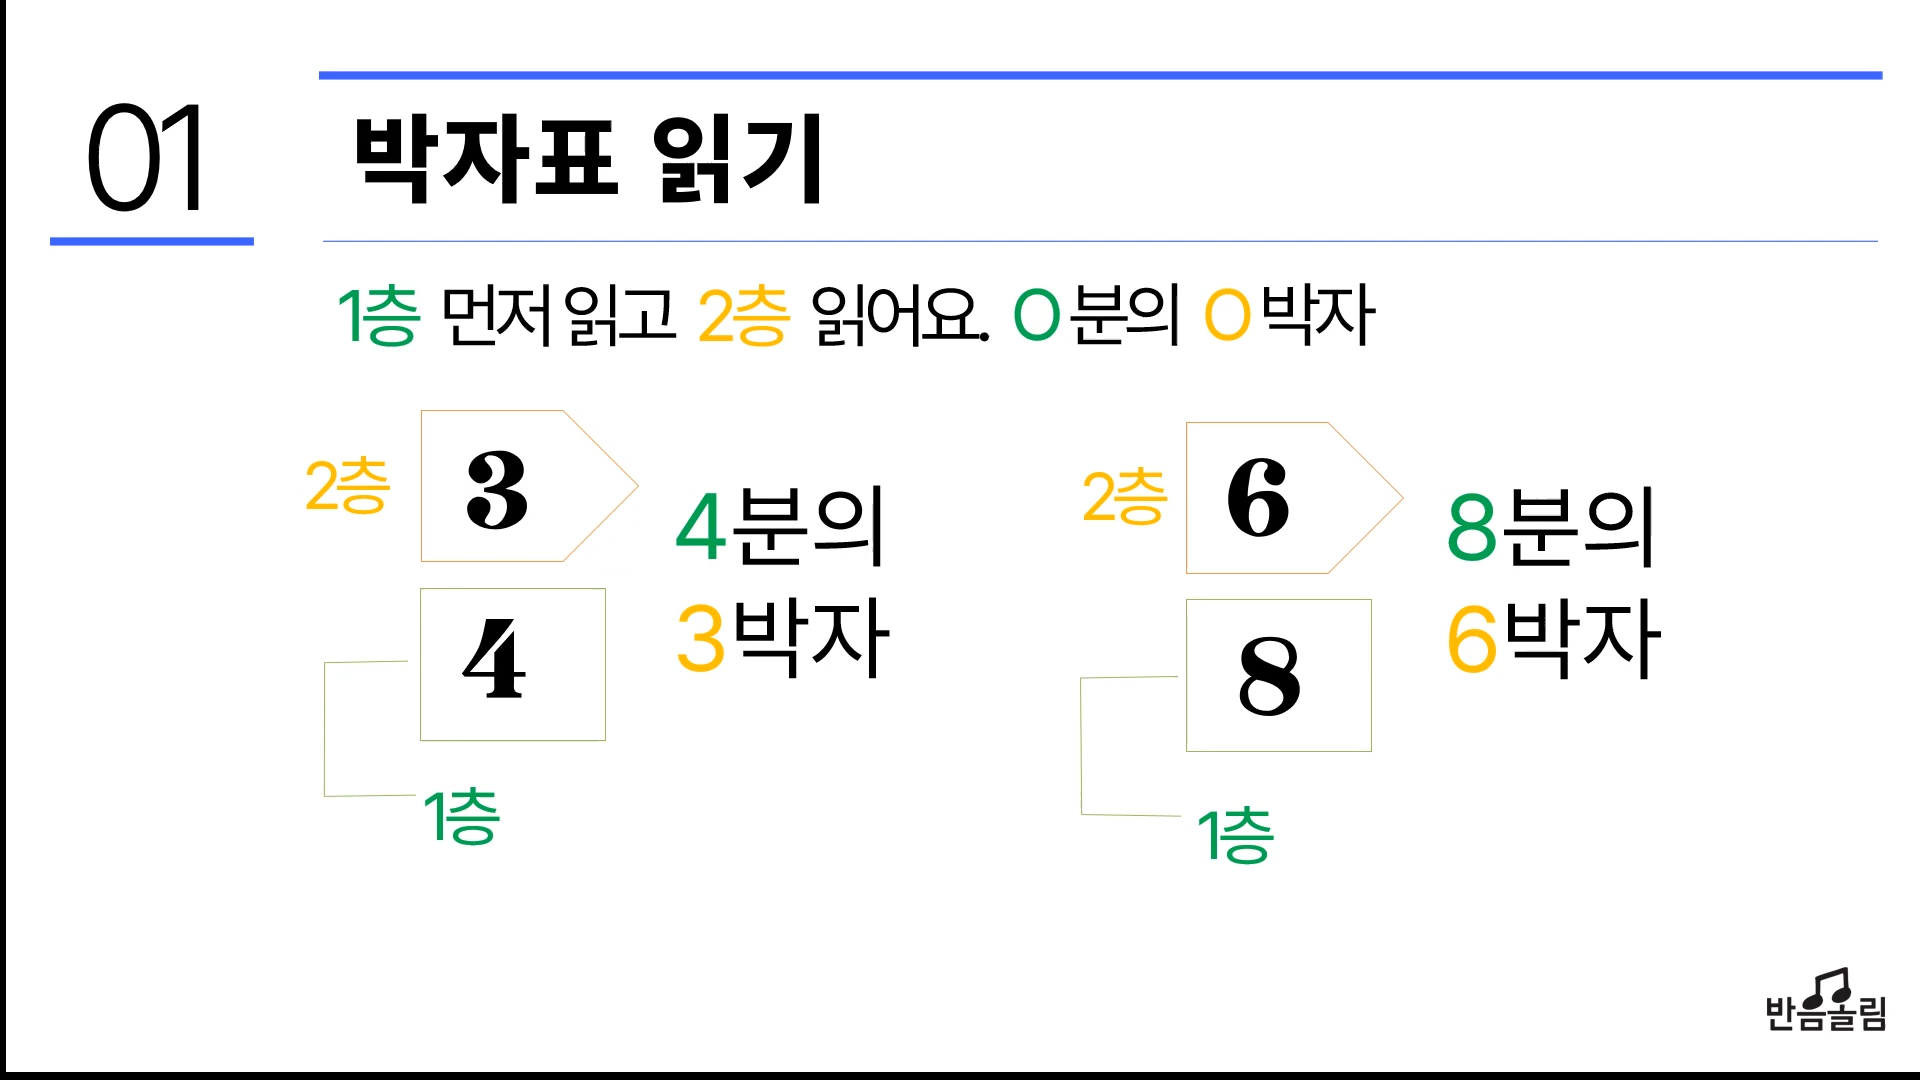 01
박자표 읽기
1층 먼저 읽고 2층 읽어요. O분의 O박자
2층
3
4
1층
4분의
3박자
2층
6
8
1층
8분의
6박자
반음올림